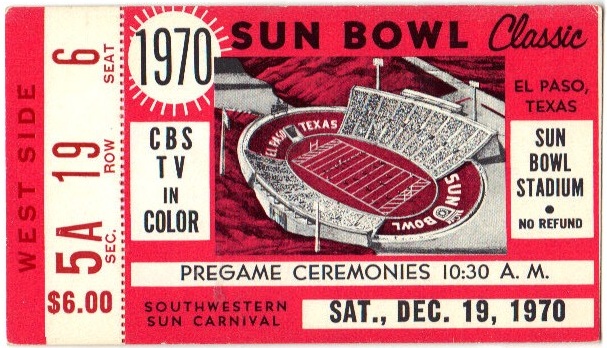 WEST SIDE
SEAT 6
ROW 19
SEC. 5A
$6.00
1970
SUN BOWL Classic
EL PASO,
TEXAS
CBS
TV
IN
COLOR
EL PASO TEXAS
SUN BOWL
SUN
BOWL
STADIUM
•
NO REFUND
PREGAME CEREMONIES 10:30 A. M.
SOUTHWESTERN
SUN CARNIVAL
SAT., DEC. 19, 1970